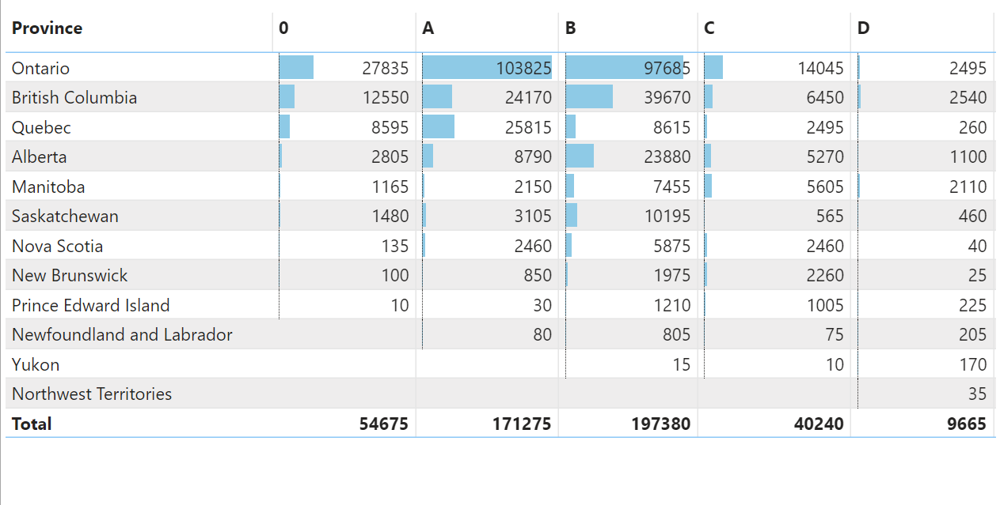 Province 0 A B C D
Ontario 27835 103825 97685 14045 2495
British Columbia 12550 24170 39670 6450 2540
Quebec 8595 25815 8615 2495 260
Alberta 2805 8790 23880 5270 1100
Manitoba 1165 2150 7455 5605 2110
Saskatchewan 1480 3105 10195 565 460
Nova Scotia 135 2460 5875 2460 40
New Brunswick 100 850 1975 2260 25
Prince Edward Island 10 30 1210 1005 225
Newfoundland and Labrador 80 805 75 205
Yukon 15 10 170
Northwest Territories 35
Total 54675 171275 197380 40240 9665